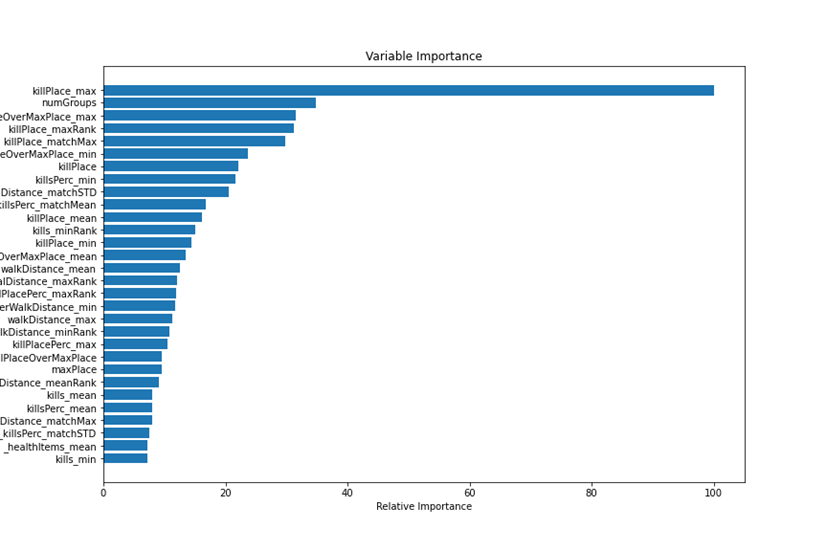 Variable Importance
killPlace_max
numGroups
eOverMaxPlace_max
killPlace_maxRank
killPlace_matchMax
eOverMaxPlace_min
killPlace
killsPerc_min
Distance_matchSTD
killsPerc_matchMean
killPlace_mean
kills_minRank
killPlace_min
OverMaxPlace_mean
walkDistance_mean
alDistance_maxRank
lPlacePerc_maxRank
erWalkDistance_min
walkDistance_max
lkDistance_minRank
killPlacePerc_max
lPlaceOverMaxPlace
maxPlace
Distance_meanRank
kills_mean
killsPerc_mean
Distance_matchMax
_killsPerc_matchSTD
_healthItems_mean
kills_min
0 20 40 60 80 100
Relative Importance